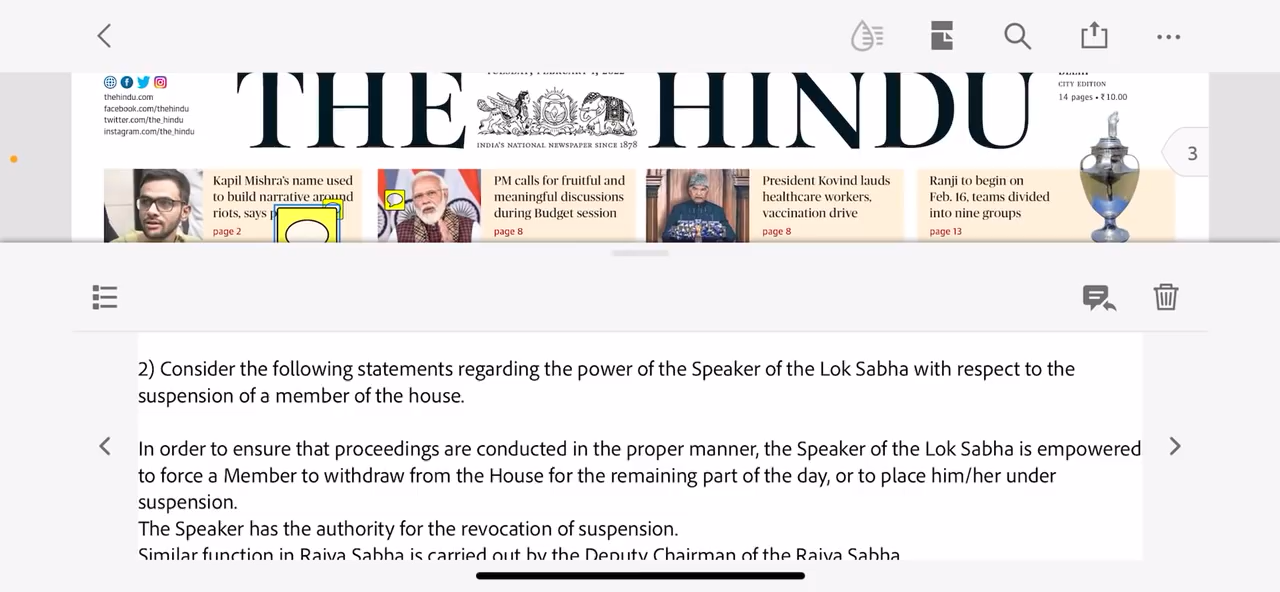 3
thehindu.com
facebook.com/thehindu
twitter.com/the_hindu
instagram.com/the_hindu
TUESDAY, FEBRUARY 1, 2022
THE HINDU
INDIA'S NATIONAL NEWSPAPER SINCE 1878
DELHI
CITY EDITION
14 pages • ₹10.00
Kapil Mishra's name used
to build narrative around
riots, says
page 2
PM calls for fruitful and
meaningful discussions
during Budget session
page 8
President Kovind lauds
healthcare workers,
vaccination drive
page 8
Ranji to begin on
Feb. 16, teams divided
into nine groups
page 13
2) Consider the following statements regarding the power of the Speaker of the Lok Sabha with respect to the
suspension of a member of the house.
In order to ensure that proceedings are conducted in the proper manner, the Speaker of the Lok Sabha is empowered
to force a Member to withdraw from the House for the remaining part of the day, or to place him/her under
suspension.
The Speaker has the authority for the revocation of suspension.
Similar function in Rajya Sabha is carried out by the Deputy Chairman of the Rajya Sabha